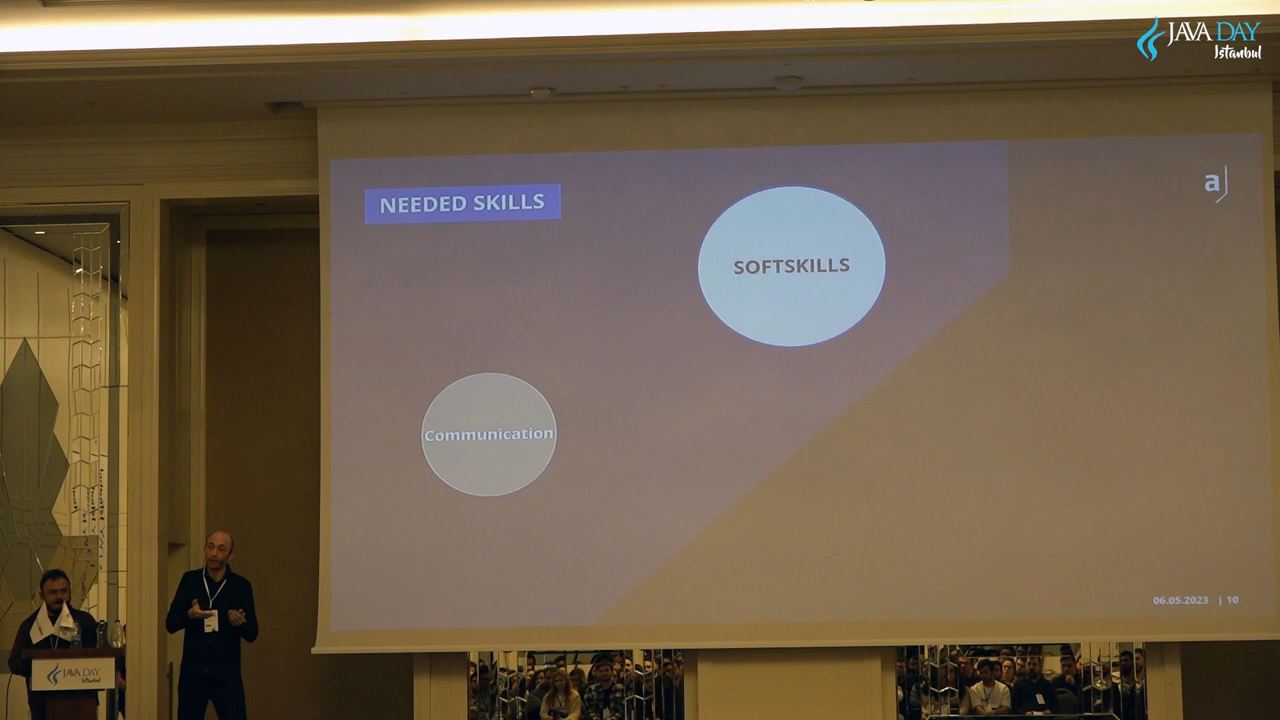 JAVA DAY
Istanbul
NEEDED SKILLS
a
SOFTSKILLS
Communication
06.05.2023 | 10
JAVA DAY
Istanbul